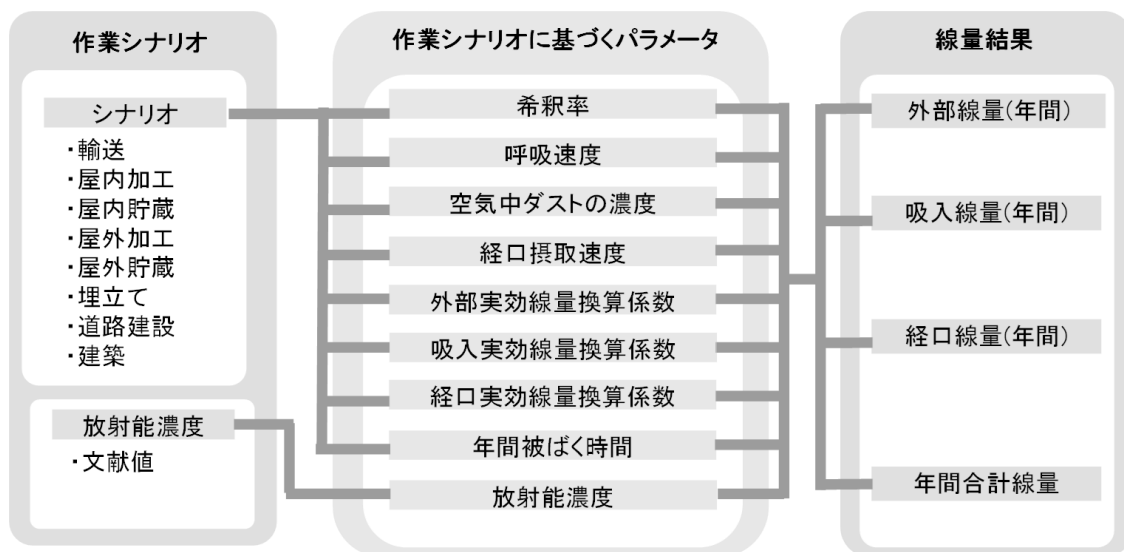 作業シナリオ
シナリオ
・輸送
・屋内加工
・屋内貯蔵
・屋外加工
・屋外貯蔵
・埋立て
・道路建設
・建築
放射能濃度
・文献値
作業シナリオに基づくパラメータ
希釈率
呼吸速度
空気中ダストの濃度
経口摂取速度
外部実効線量換算係数
吸入実効線量換算係数
経口実効線量換算係数
年間被ばく時間
放射能濃度
線量結果
外部線量(年間)
吸入線量(年間)
経口線量(年間)
年間合計線量